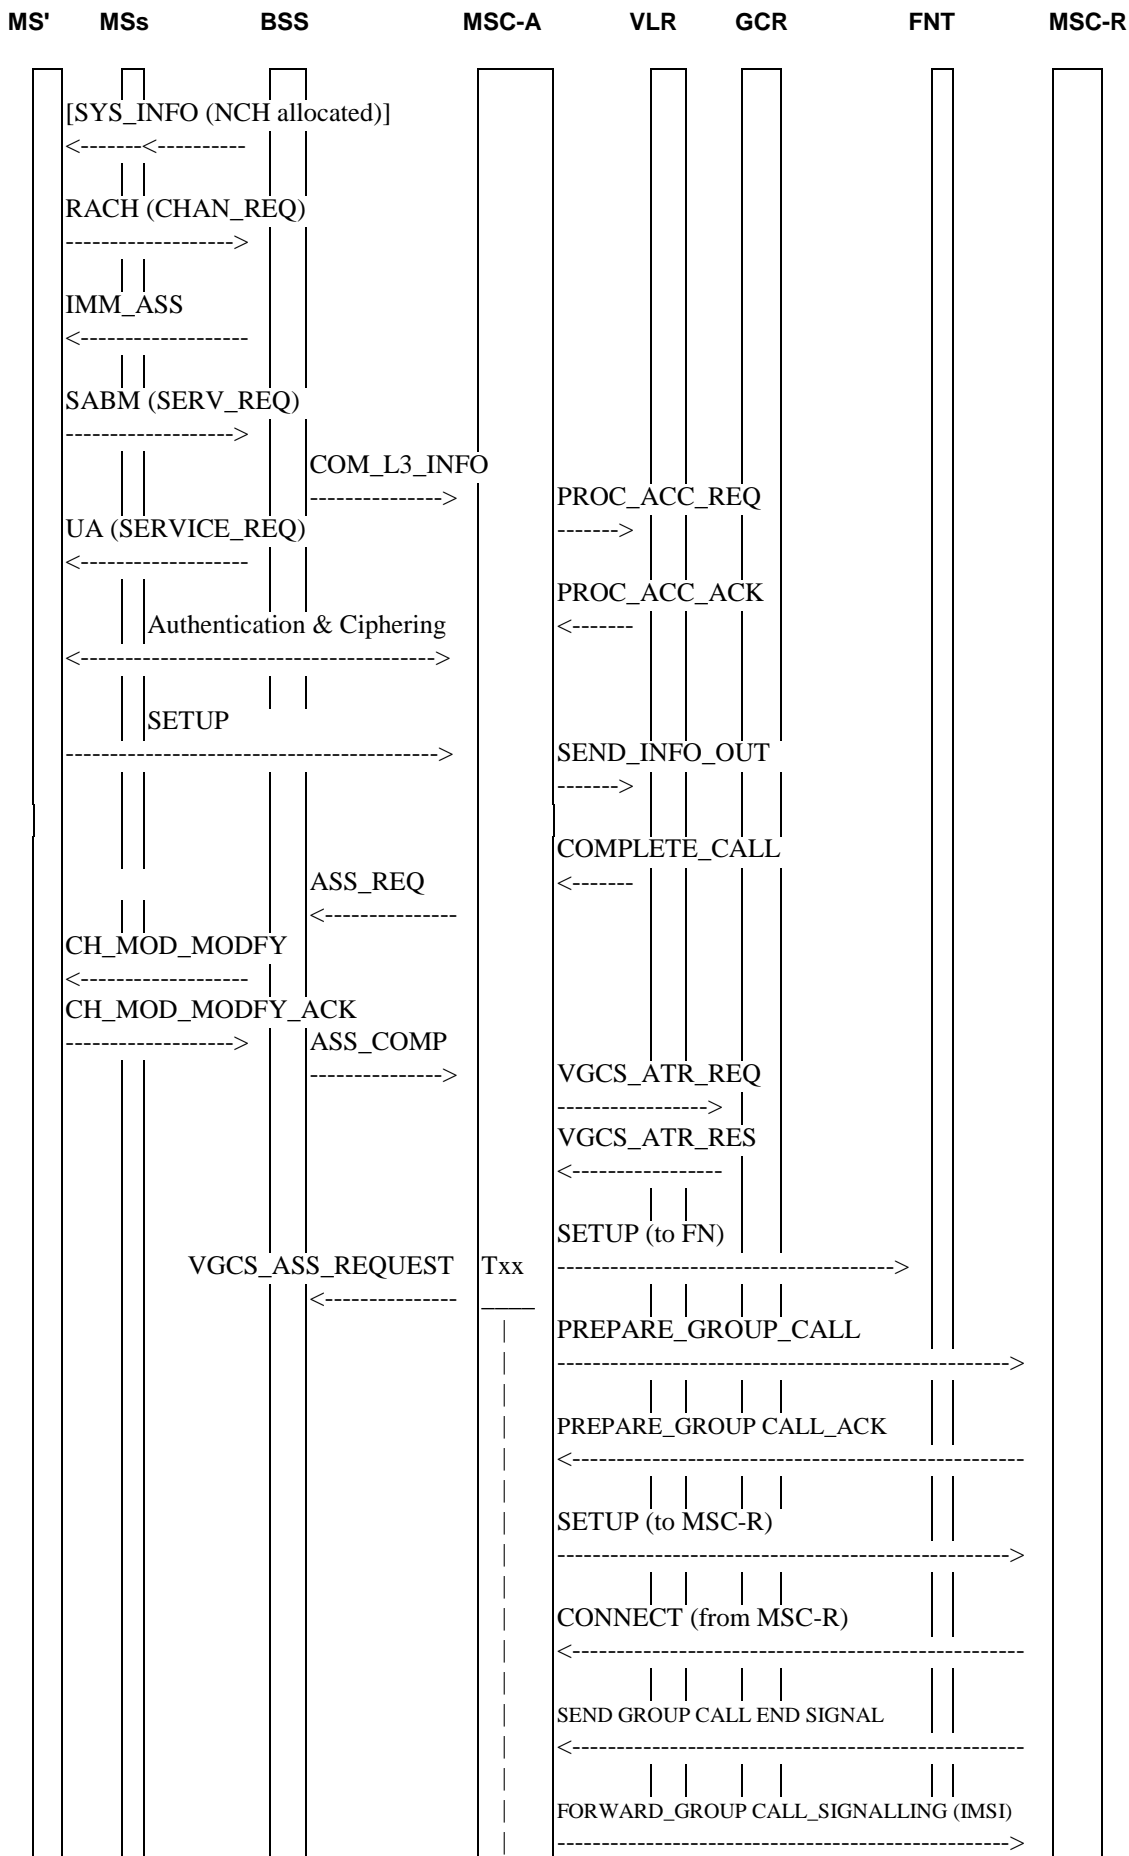 MS' MSs BSS MSC-A VLR GCR FNT MSC-R
[SYS_INFO (NCH allocated)]
<-------<----------
RACH (CHAN_REQ)
------------------->
IMM_ASS
<-------------------
SABM (SERV_REQ)
------------------->
COM_L3_INFO
---------------> PROC_ACC_REQ
UA (SERVICE_REQ) ------->
<-------------------
PROC_ACC_ACK
Authentication & Ciphering <-------
<---------------------------------------->
SETUP
------------------------------------------> SEND_INFO_OUT
------->
COMPLETE_CALL
ASS_REQ <-------
<---------------
CH_MOD_MODFY
<-------------------
CH_MOD_MODFY_ACK
-------------------> ASS_COMP
---------------> VGCS_ATR_REQ
----------------->
VGCS_ATR_RES
<-----------------
SETUP (to FN)
VGCS_ASS_REQUEST Txx -------------------------------------->
<--------------- ____
| PREPARE_GROUP_CALL
| --------------------------------------------------->
|
| PREPARE_GROUP CALL_ACK
| <---------------------------------------------------
|
| SETUP (to MSC-R)
| --------------------------------------------------->
|
| CONNECT (from MSC-R)
| <---------------------------------------------------
|
| SEND GROUP CALL END SIGNAL
| <---------------------------------------------------
|
| FORWARD_GROUP CALL_SIGNALLING (IMSI)
| --------------------------------------------------->